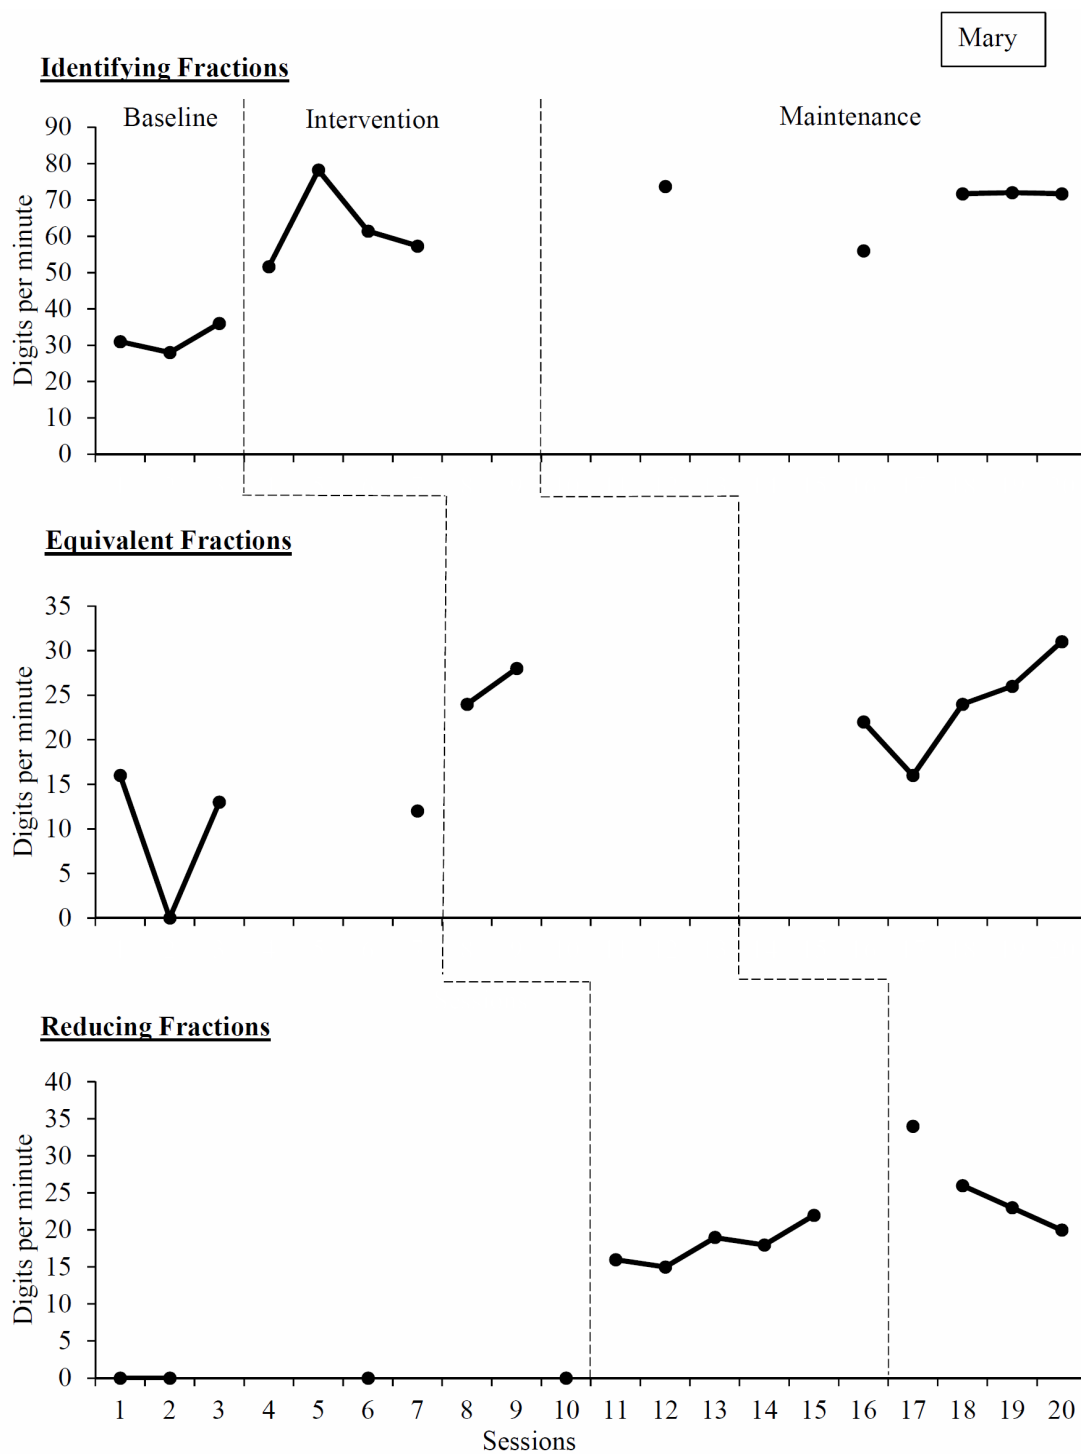 Mary
Identifying Fractions
Baseline Intervention Maintenance
Digits per minute
90
80
70
60
50
40
30
20
10
0
Equivalent Fractions
Digits per minute
35
30
25
20
15
10
5
0
Reducing Fractions
Digits per minute
40
35
30
25
20
15
10
5
0
1 2 3 4 5 6 7 8 9 10 11 12 13 14 15 16 17 18 19 20
Sessions